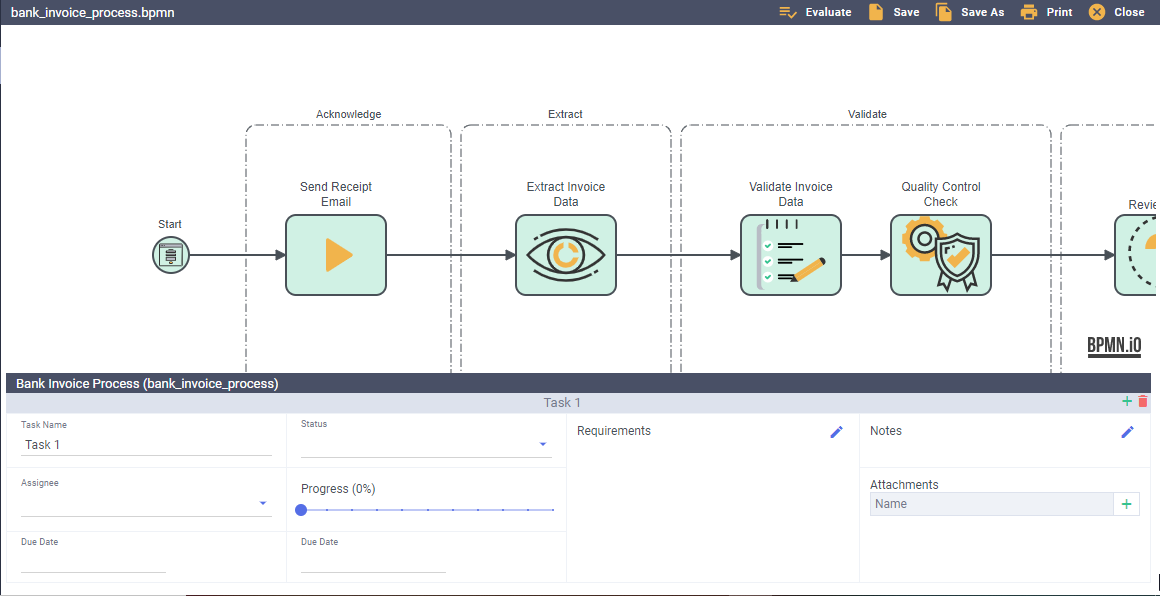 bank_invoice_process.bpmn
Evaluate
Save
Save As
Print
Close
Acknowledge
Extract
Validate
Start
Send Receipt
Email
Extract Invoice
Data
Validate Invoice
Data
Quality Control
Check
BPMN.iO
Bank Invoice Process (bank_invoice_process)
Task 1
Task Name
Task 1
Status
Requirements
Notes
Assignee
Progress (0%)
Attachments
Name
Due Date
Due Date